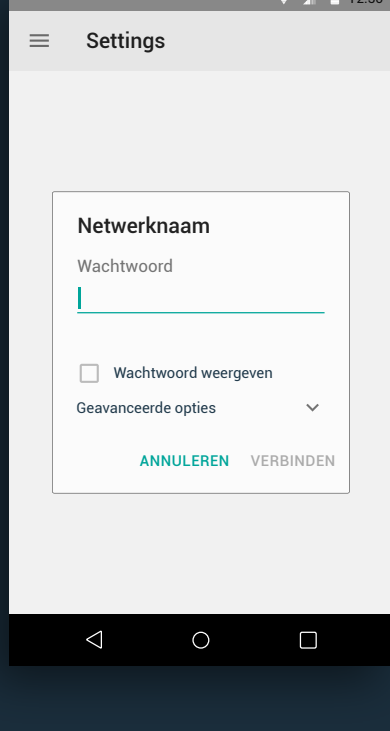 Settings
Netwerknaam
Wachtwoord
Wachtwoord weergeven
Geavanceerde opties
ANNULEREN VERBINDEN